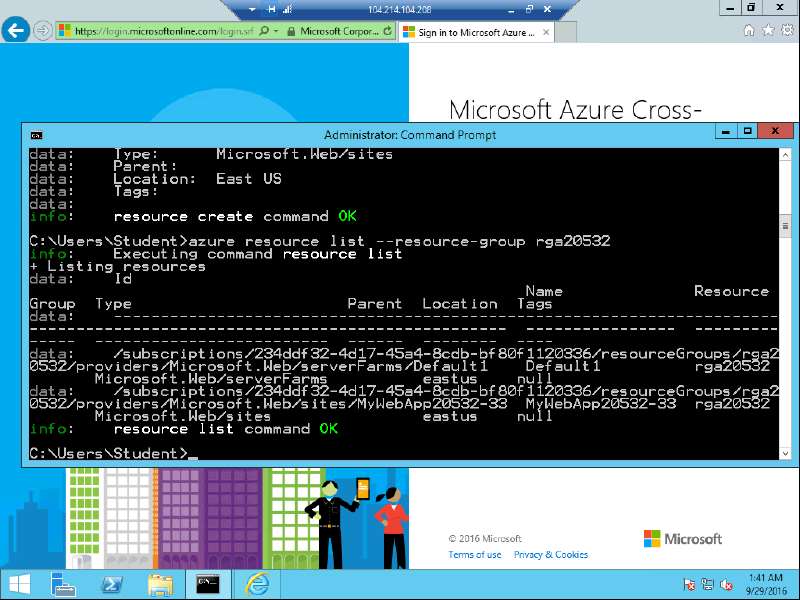 104.214.104.208
https://login.microsoftonline.com/login.srf
Microsoft Corpor...
Sign in to Microsoft Azure ...
Microsoft Azure Cross-
Administrator: Command Prompt
data:    Type:      Microsoft.Web/sites
data:    Parent:
data:    Location:  East US
data:    Tags:
data:
info:    resource create command OK
C:\Users\Student>azure resource list --resource-group rga20532
info:    Executing command resource list
+ Listing resources
data:    Id
Name              Resource
Group  Type                       Parent  Location  Tags
data:    -----------------------------------------------------------------------
---------------------------------------------------  ----------------  ---------
-----  -------------------------  ------  --------  ----
data:    /subscriptions/234ddf32-4d17-45a4-8cdb-bf80f1120336/resourceGroups/rga2
0532/providers/Microsoft.Web/serverFarms/Default1    Default1          rga20532
Microsoft.Web/serverFarms          eastus    null
data:    /subscriptions/234ddf32-4d17-45a4-8cdb-bf80f1120336/resourceGroups/rga2
0532/providers/Microsoft.Web/sites/MyWebApp20532-33  MyWebApp20532-33  rga20532
Microsoft.Web/sites                eastus    null
info:    resource list command OK
C:\Users\Student>_
© 2016 Microsoft
Terms of use    Privacy & Cookies
Microsoft
1:41 AM
9/29/2016